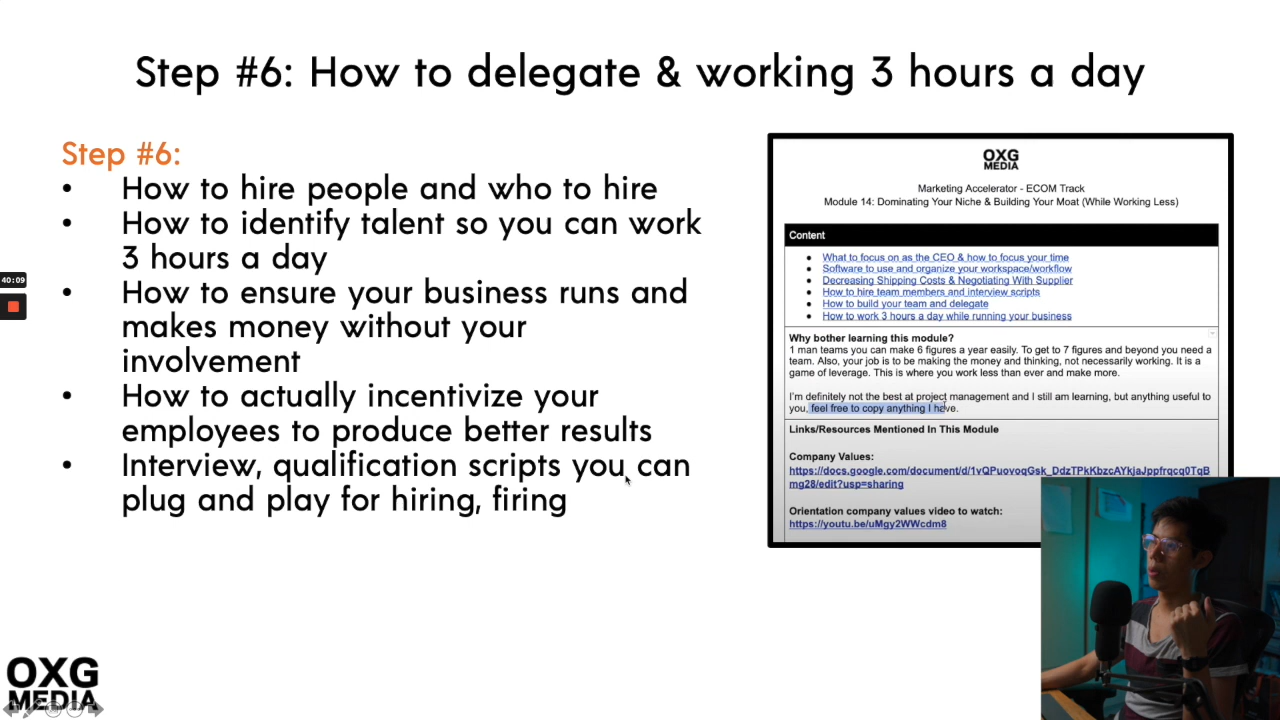 Step #6: How to delegate & working 3 hours a day
Step #6:
• How to hire people and who to hire
• How to identify talent so you can work
3 hours a day
• How to ensure your business runs and
makes money without your
involvement
• How to actually incentivize your
employees to produce better results
• Interview, qualification scripts you can
plug and play for hiring, firing
40:09
OXG
MEDIA
Marketing Accelerator - ECOM Track
Module 14: Dominating Your Niche & Building Your Moat (While Working Less)
Content
• What to focus on as the CEO & how to focus your time
• Software to use and organize your workspace/workflow
• Decreasing Shipping Costs & Negotiating With Supplier
• How to hire team members and interview scripts
• How to build your team and delegate
• How to work 3 hours a day while running your business
Why bother learning this module?
1 man teams you can make 6 figures a year easily. To get to 7 figures and beyond you need a
team. Also, your job is to be making the money and thinking, not necessarily working. It is a
game of leverage. This is where you work less than ever and make more.
I'm definitely not the best at project management and I still am learning, but anything useful to
you, feel free to copy anything I have.
Links/Resources Mentioned In This Module
Company Values:
https://docs.google.com/document/d/1vQPuovoqGsk_DdzTPkKbzcAYkjaJppfrqcq0TqB
mg28/edit?usp=sharing
Orientation company values video to watch:
https://youtu.be/uMgy2WWcdm8
OXG
MEDIA